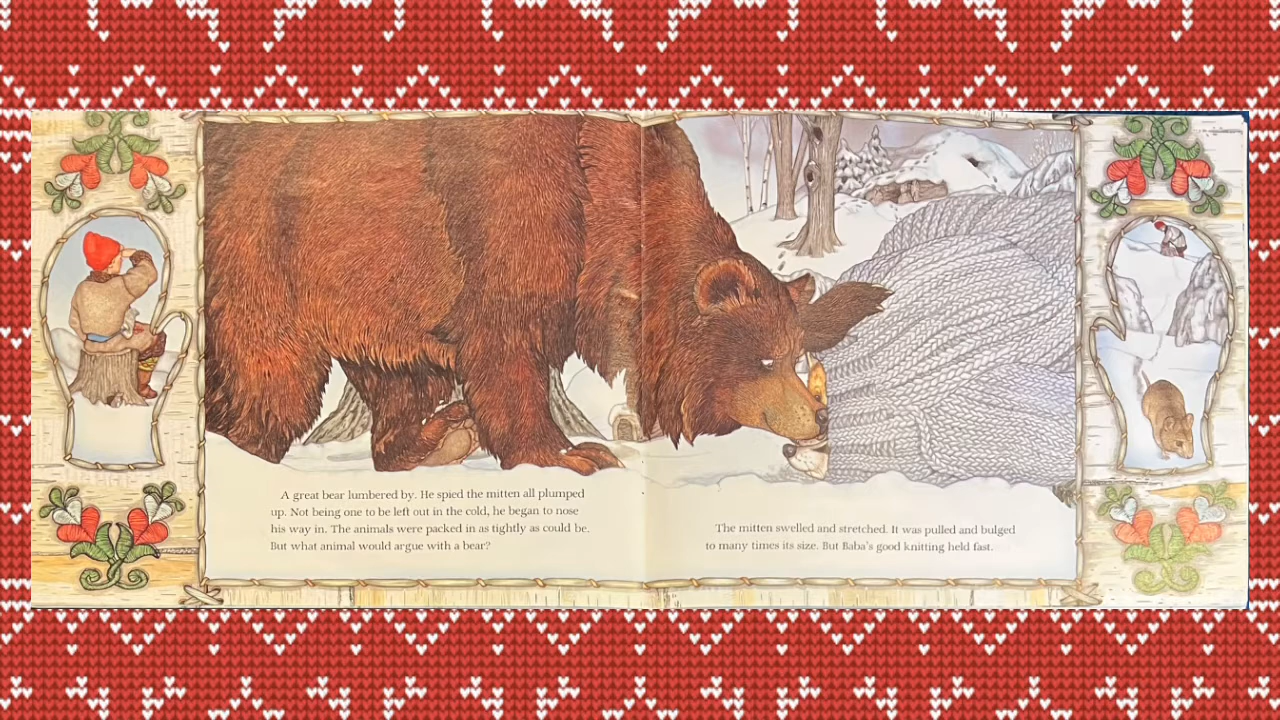 A great bear lumbered by. He spied the mitten all plumped
up. Not being one to be left out in the cold, he began to nose
his way in. The animals were packed in as tightly as could be.
But what animal would argue with a bear?
The mitten swelled and stretched. It was pulled and bulged
to many times its size. But Baba's good knitting held fast.